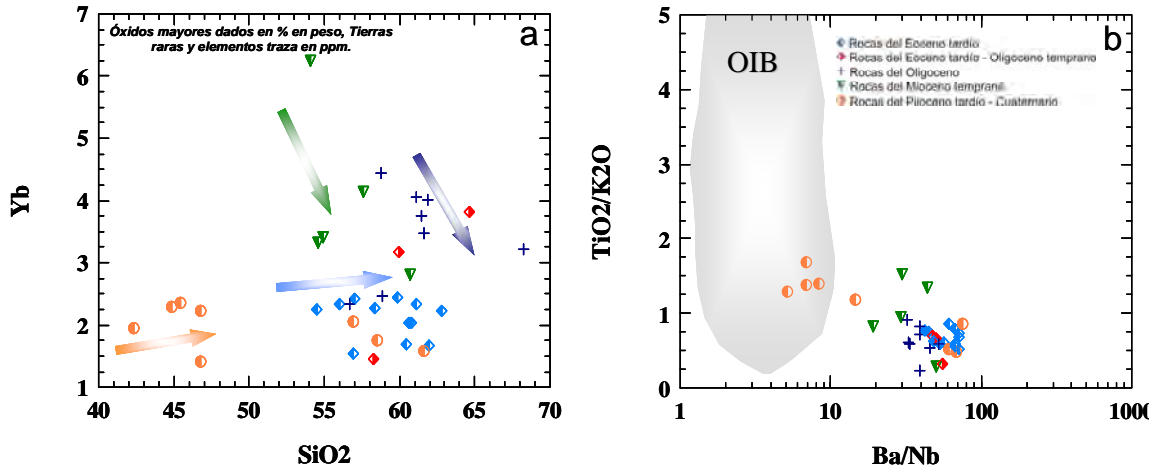 Óxidos mayores dados en % en peso, Tierras
raras y elementos traza en ppm.
a
7
6
5
4
3
2
1
Yb
40
45
50
55
60
65
70
SiO2
b
OIB
Rocas del Eoceno tardío
Rocas del Eoceno tardío - Oligoceno temprano
Rocas del Oligoceno
Rocas del Mioceno tempranil
Rocas del Plioceno tardío - Cuaternario
5
4
3
2
1
0
TiO2/K2O
1
10
100
1000
Ba/Nb